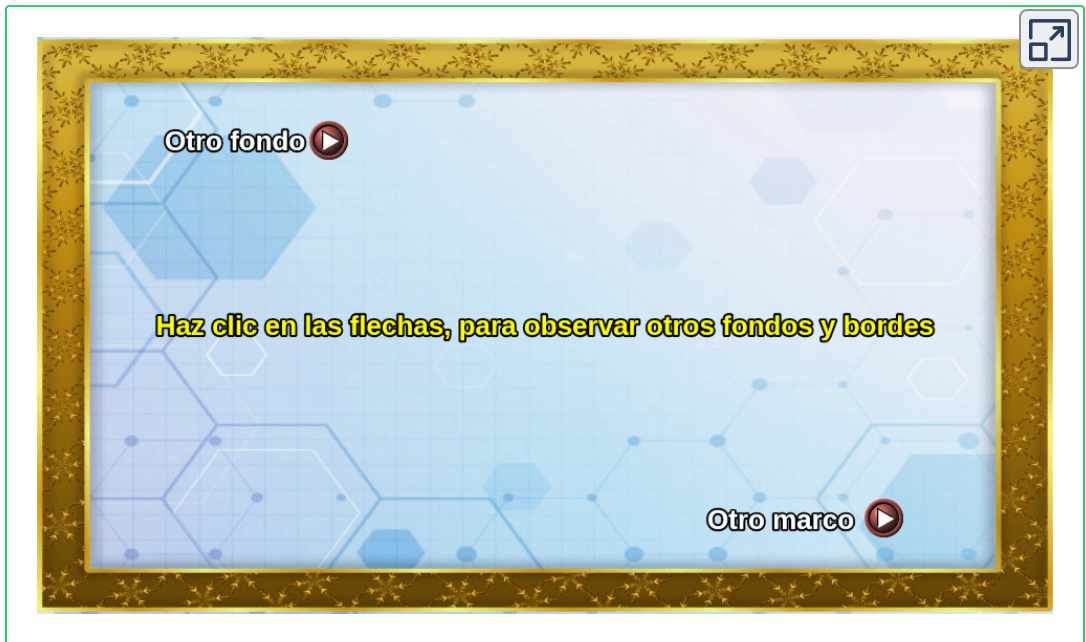 Otro fondo
Haz clic en las flechas, para observar otros fondos y bordes
Otro marco